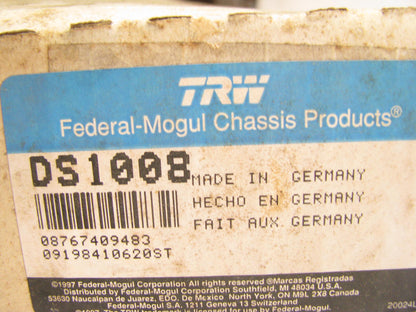 TRW
Federal-Mogul Chassis Products®
DS1008
MADE IN GERMANY
HECHO EN GERMANY
FAIT AUX. GERMANY
08767409483
09198410620ST
©1997 Federal-Mogul Corporation All rights reserved ®Marcas Registradas
Distributed by Federal-Mogul Corporation Southfield, MI 48034 U.S.A.
53630 Naucalpan de Juarez, EDO. De Mexico North York, ON M9L 2X8 Canada
Federal-Mogul S.A. 1211 Geneva 13 Switzerland
20024L